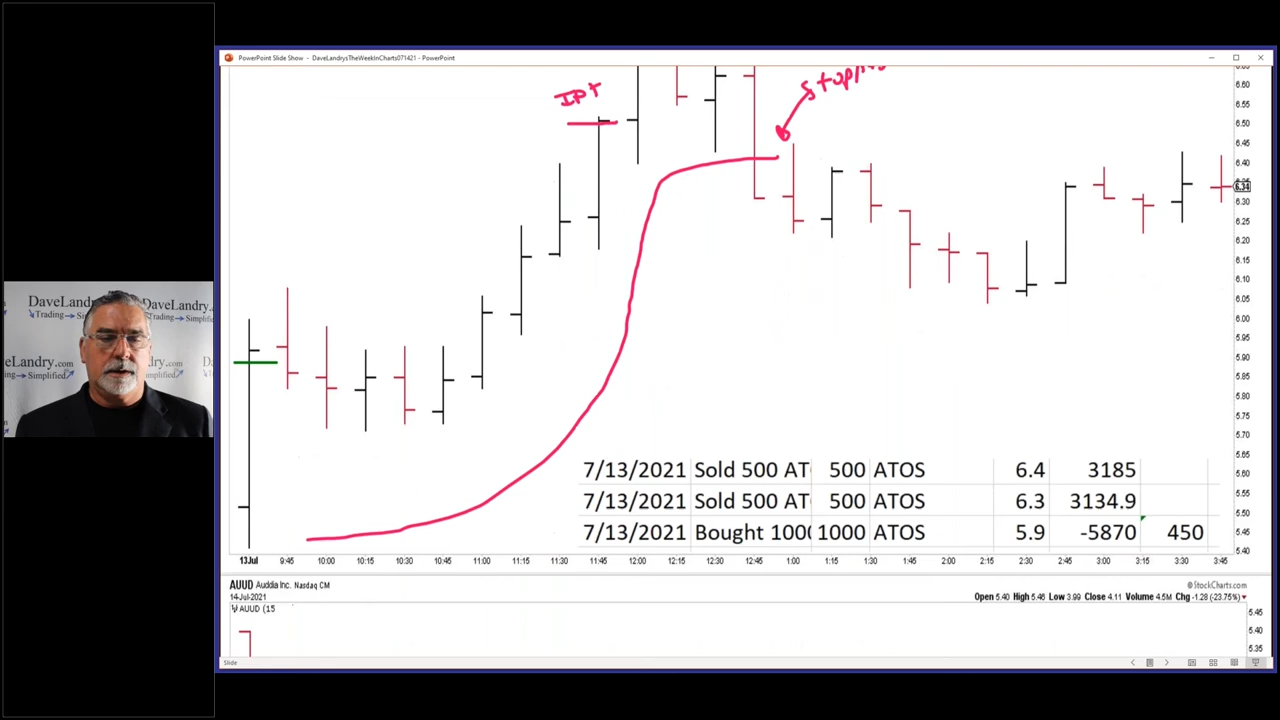 PowerPoint Slide Show - DaveLandrysTheWeekInCharts071421 - PowerPoint
6.60
6.55
6.50
6.45
6.40
6.34
6.30
6.25
6.20
6.15
6.10
6.05
6.00
5.95
5.90
5.85
5.80
5.75
5.70
5.65
5.60
5.55
5.50
5.45
5.40
IPT
DaveLandry.com
Trading Simplified
7/13/2021 Sold 500 ATO 500 ATOS 6.4 3185
7/13/2021 Sold 500 ATO 500 ATOS 6.3 3134.9
7/13/2021 Bought 1000 1000 ATOS 5.9 -5870 450
13Jul 9:45 10:00 10:15 10:30 10:45 11:00 11:15 11:30 11:45 12:00 12:15 12:30 12:45 1:00 1:15 1:30 1:45 2:00 2:15 2:30 2:45 3:00 3:15 3:30 3:45
AUUD Auddia Inc. Nasdaq CM
© StockCharts.com
14-Jul-2021
Open 5.40 High 5.46 Low 3.99 Close 4.11 Volume 4.5M Chg -1.28 (-23.75%)
AUUD (15
5.45
5.40
5.35
Slide